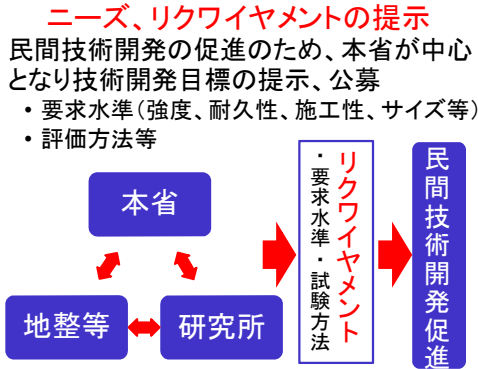 ニーズ、リクワイヤメントの提示
民間技術開発の促進のため、本省が中心
となり技術開発目標の提示、公募
・要求水準（強度、耐久性、施工性、サイズ等）
・評価方法等
本省
地整等
研究所
リクワイヤメント
・要求水準・試験方法
民間技術開発促進